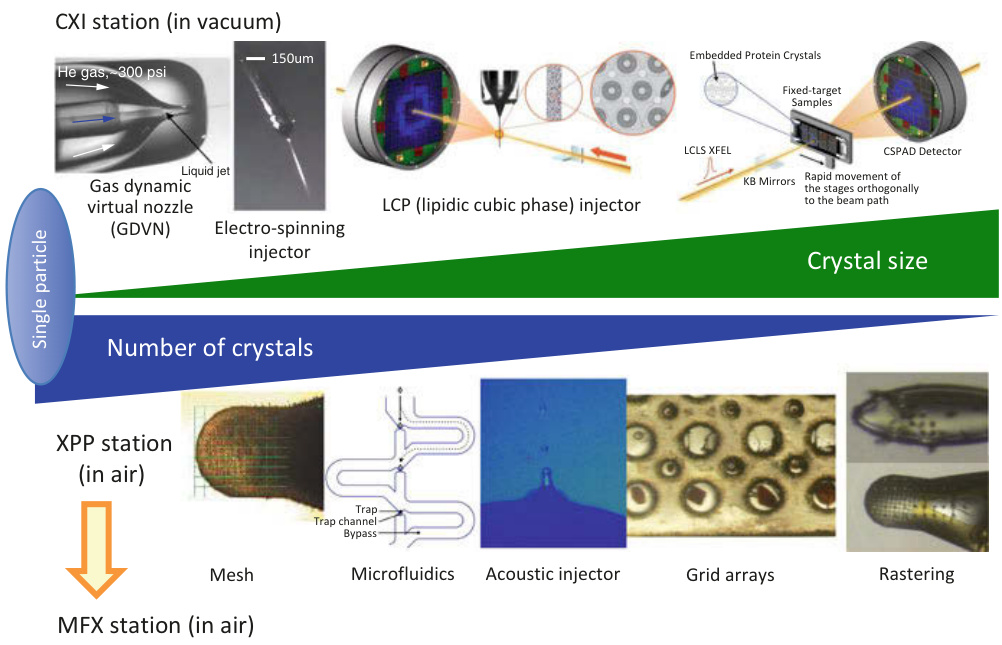 CXI station (in vacuum)
He gas,~300 psi
Liquid jet
Gas dynamic
virtual nozzle
(GDVN)
150um
Electro-spinning
injector
LCP (lipidic cubic phase) injector
Embedded Protein Crystals
Fixed-target
Samples
LCLS XFEL
KB Mirrors
CSPAD Detector
Rapid movement of
the stages orthogonally
to the beam path
Single particle
Crystal size
Number of crystals
XPP station
(in air)
Trap
Trap channel
Bypass
Mesh
Microfluidics
Acoustic injector
Grid arrays
Rastering
MFX station (in air)